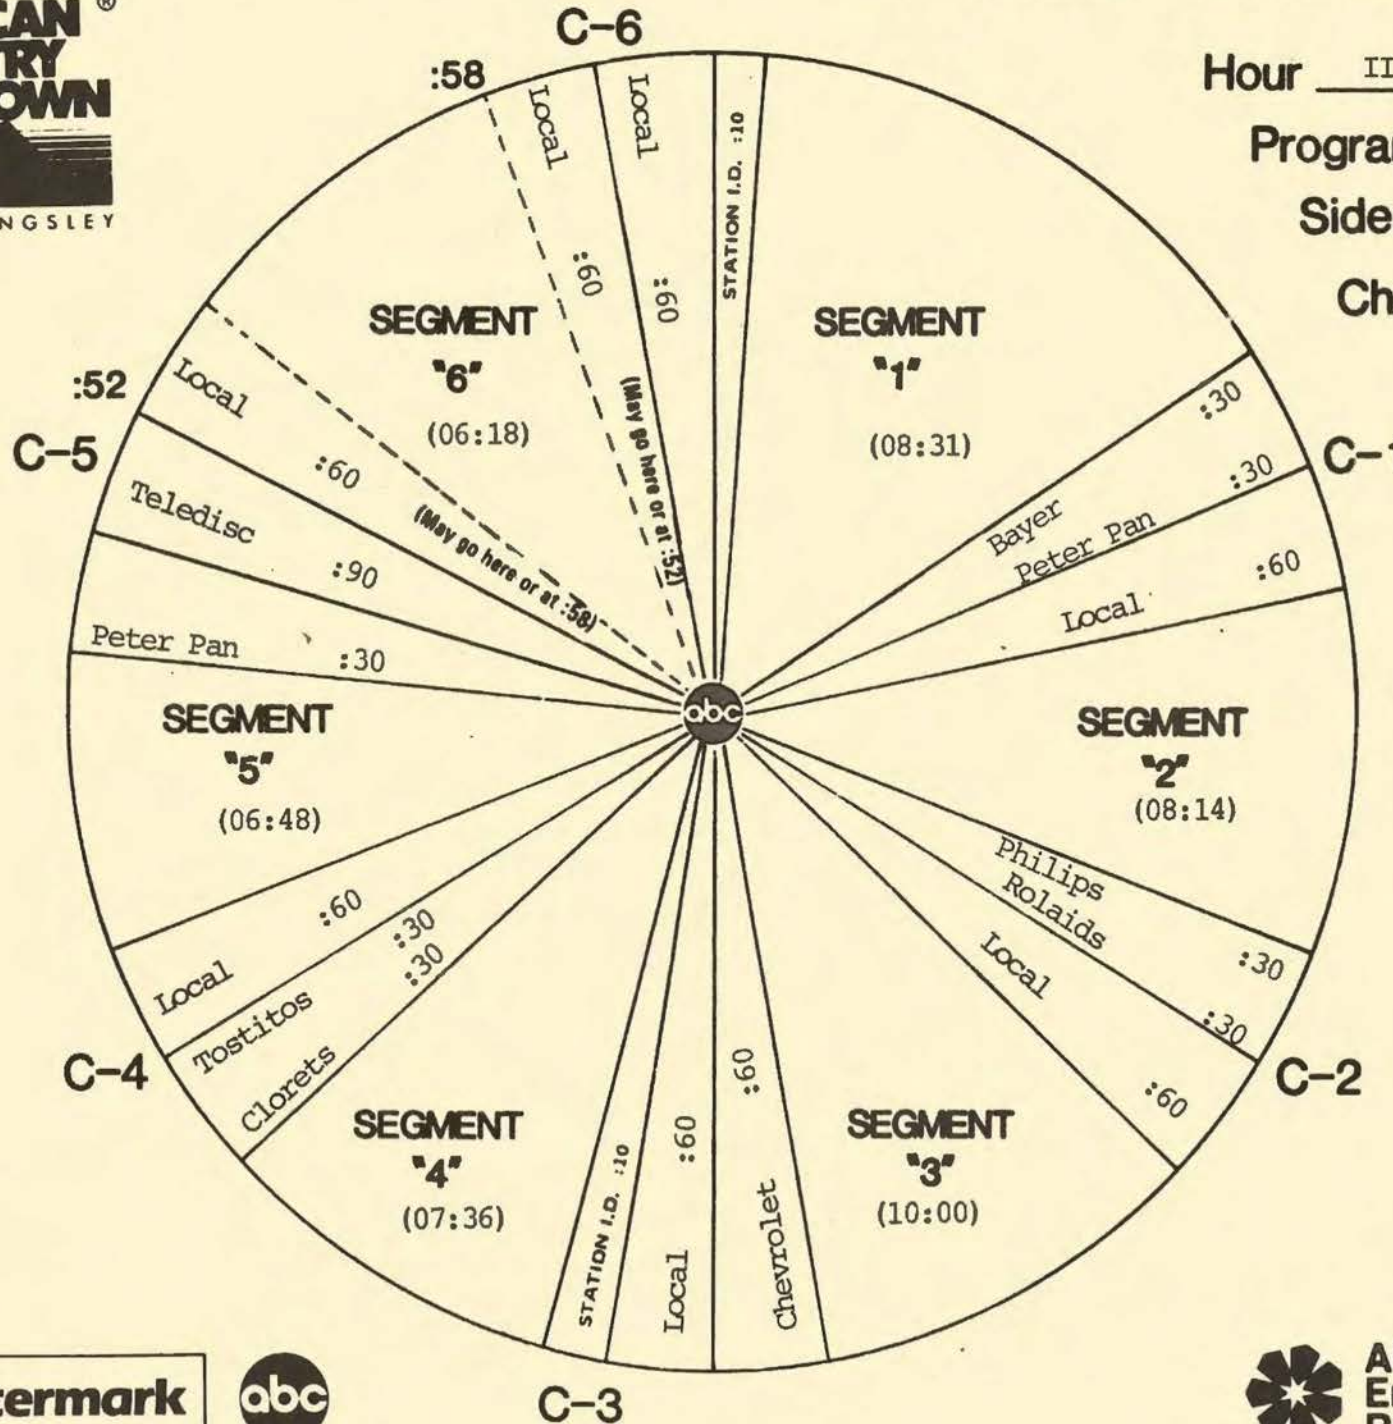 C-6
:58
Hour II
:52
C-5
STATION I.D. :10
SEGMENT
"1"
(08:31)
Bayer :30
Peter Pan :30
C-1
Local :60
SEGMENT
"2"
(08:14)
Philips :30
Rolaids :30
C-2
Local :60
SEGMENT
"3"
(10:00)
Chevrolet :60
C-3
Local :60
STATION I.D. :10
SEGMENT
"4"
(07:36)
Clorets :30
Tostitos :30
C-4
Local :60
SEGMENT
"5"
(06:48)
Peter Pan :30
Teledisc :90
Local :60
(May go here or at :58)
SEGMENT
"6"
(06:18)
Local :60
(May go here or at :52)
Local :60
abc
abc
Side